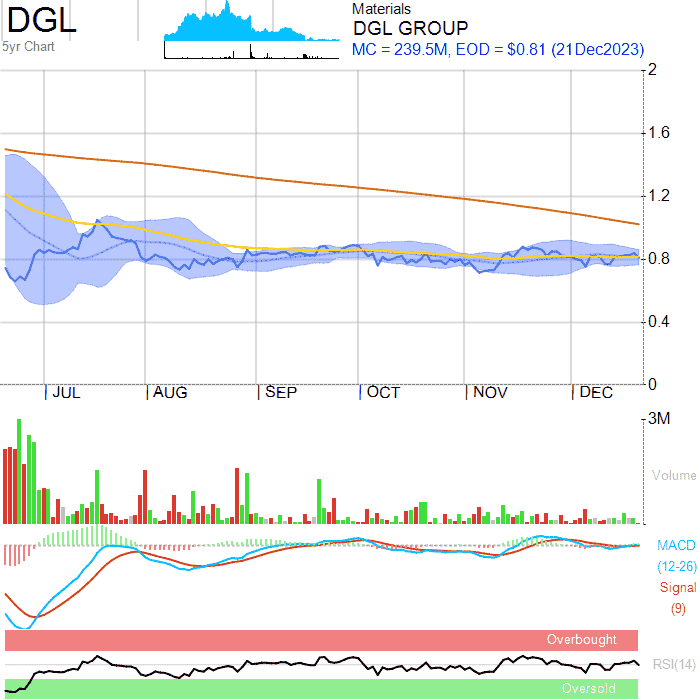 DGL
5yr Chart
Materials
DGL GROUP
MC = 239.5M, EOD = $0.81 (21Dec2023)
2
1.6
1.2
0.8
0.4
0
JUL AUG SEP OCT NOV DEC
3M
Volume
MACD
(12-26)
Signal
(9)
Overbought
RSI(14)
Oversold